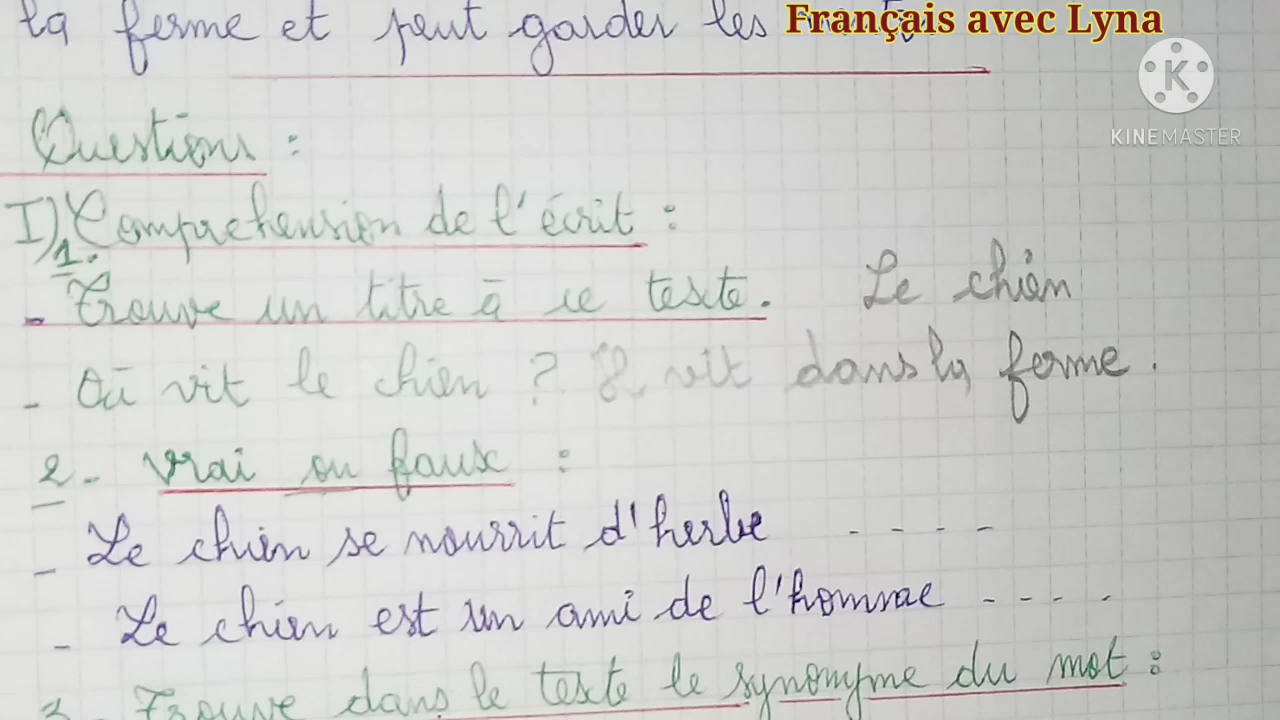 la ferme et peut garder les
Français avec Lyna
K
KINEMASTER
Questions :
I) Comprehension de l'écrit :
1.
- Trouve un titre à ce texte. Le chien
- Où vit le chien ? Il vit dans la ferme.
2- Vrai ou faux :
- Le chien se nourrit d'herbe - - - -
- Le chien est un ami de l'homme - - - -
3 - Trouve dans le texte le synonyme du mot :